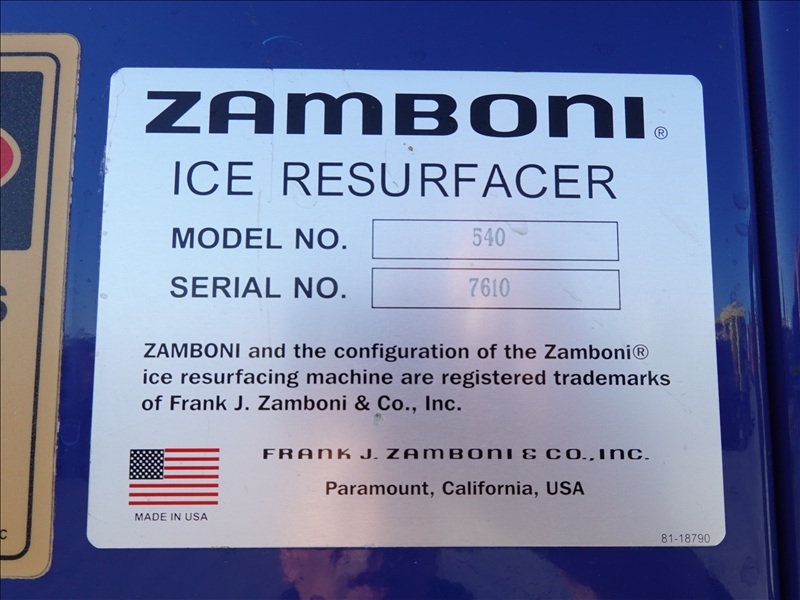 ZAMBONI®
ICE RESURFACER
MODEL NO. 540
SERIAL NO. 7610
ZAMBONI and the configuration of the Zamboni®
ice resurfacing machine are registered trademarks
of Frank J. Zamboni & Co., Inc.
FRANK J. ZAMBONI & CO., INC.
Paramount, California, USA
MADE IN USA
81-18790